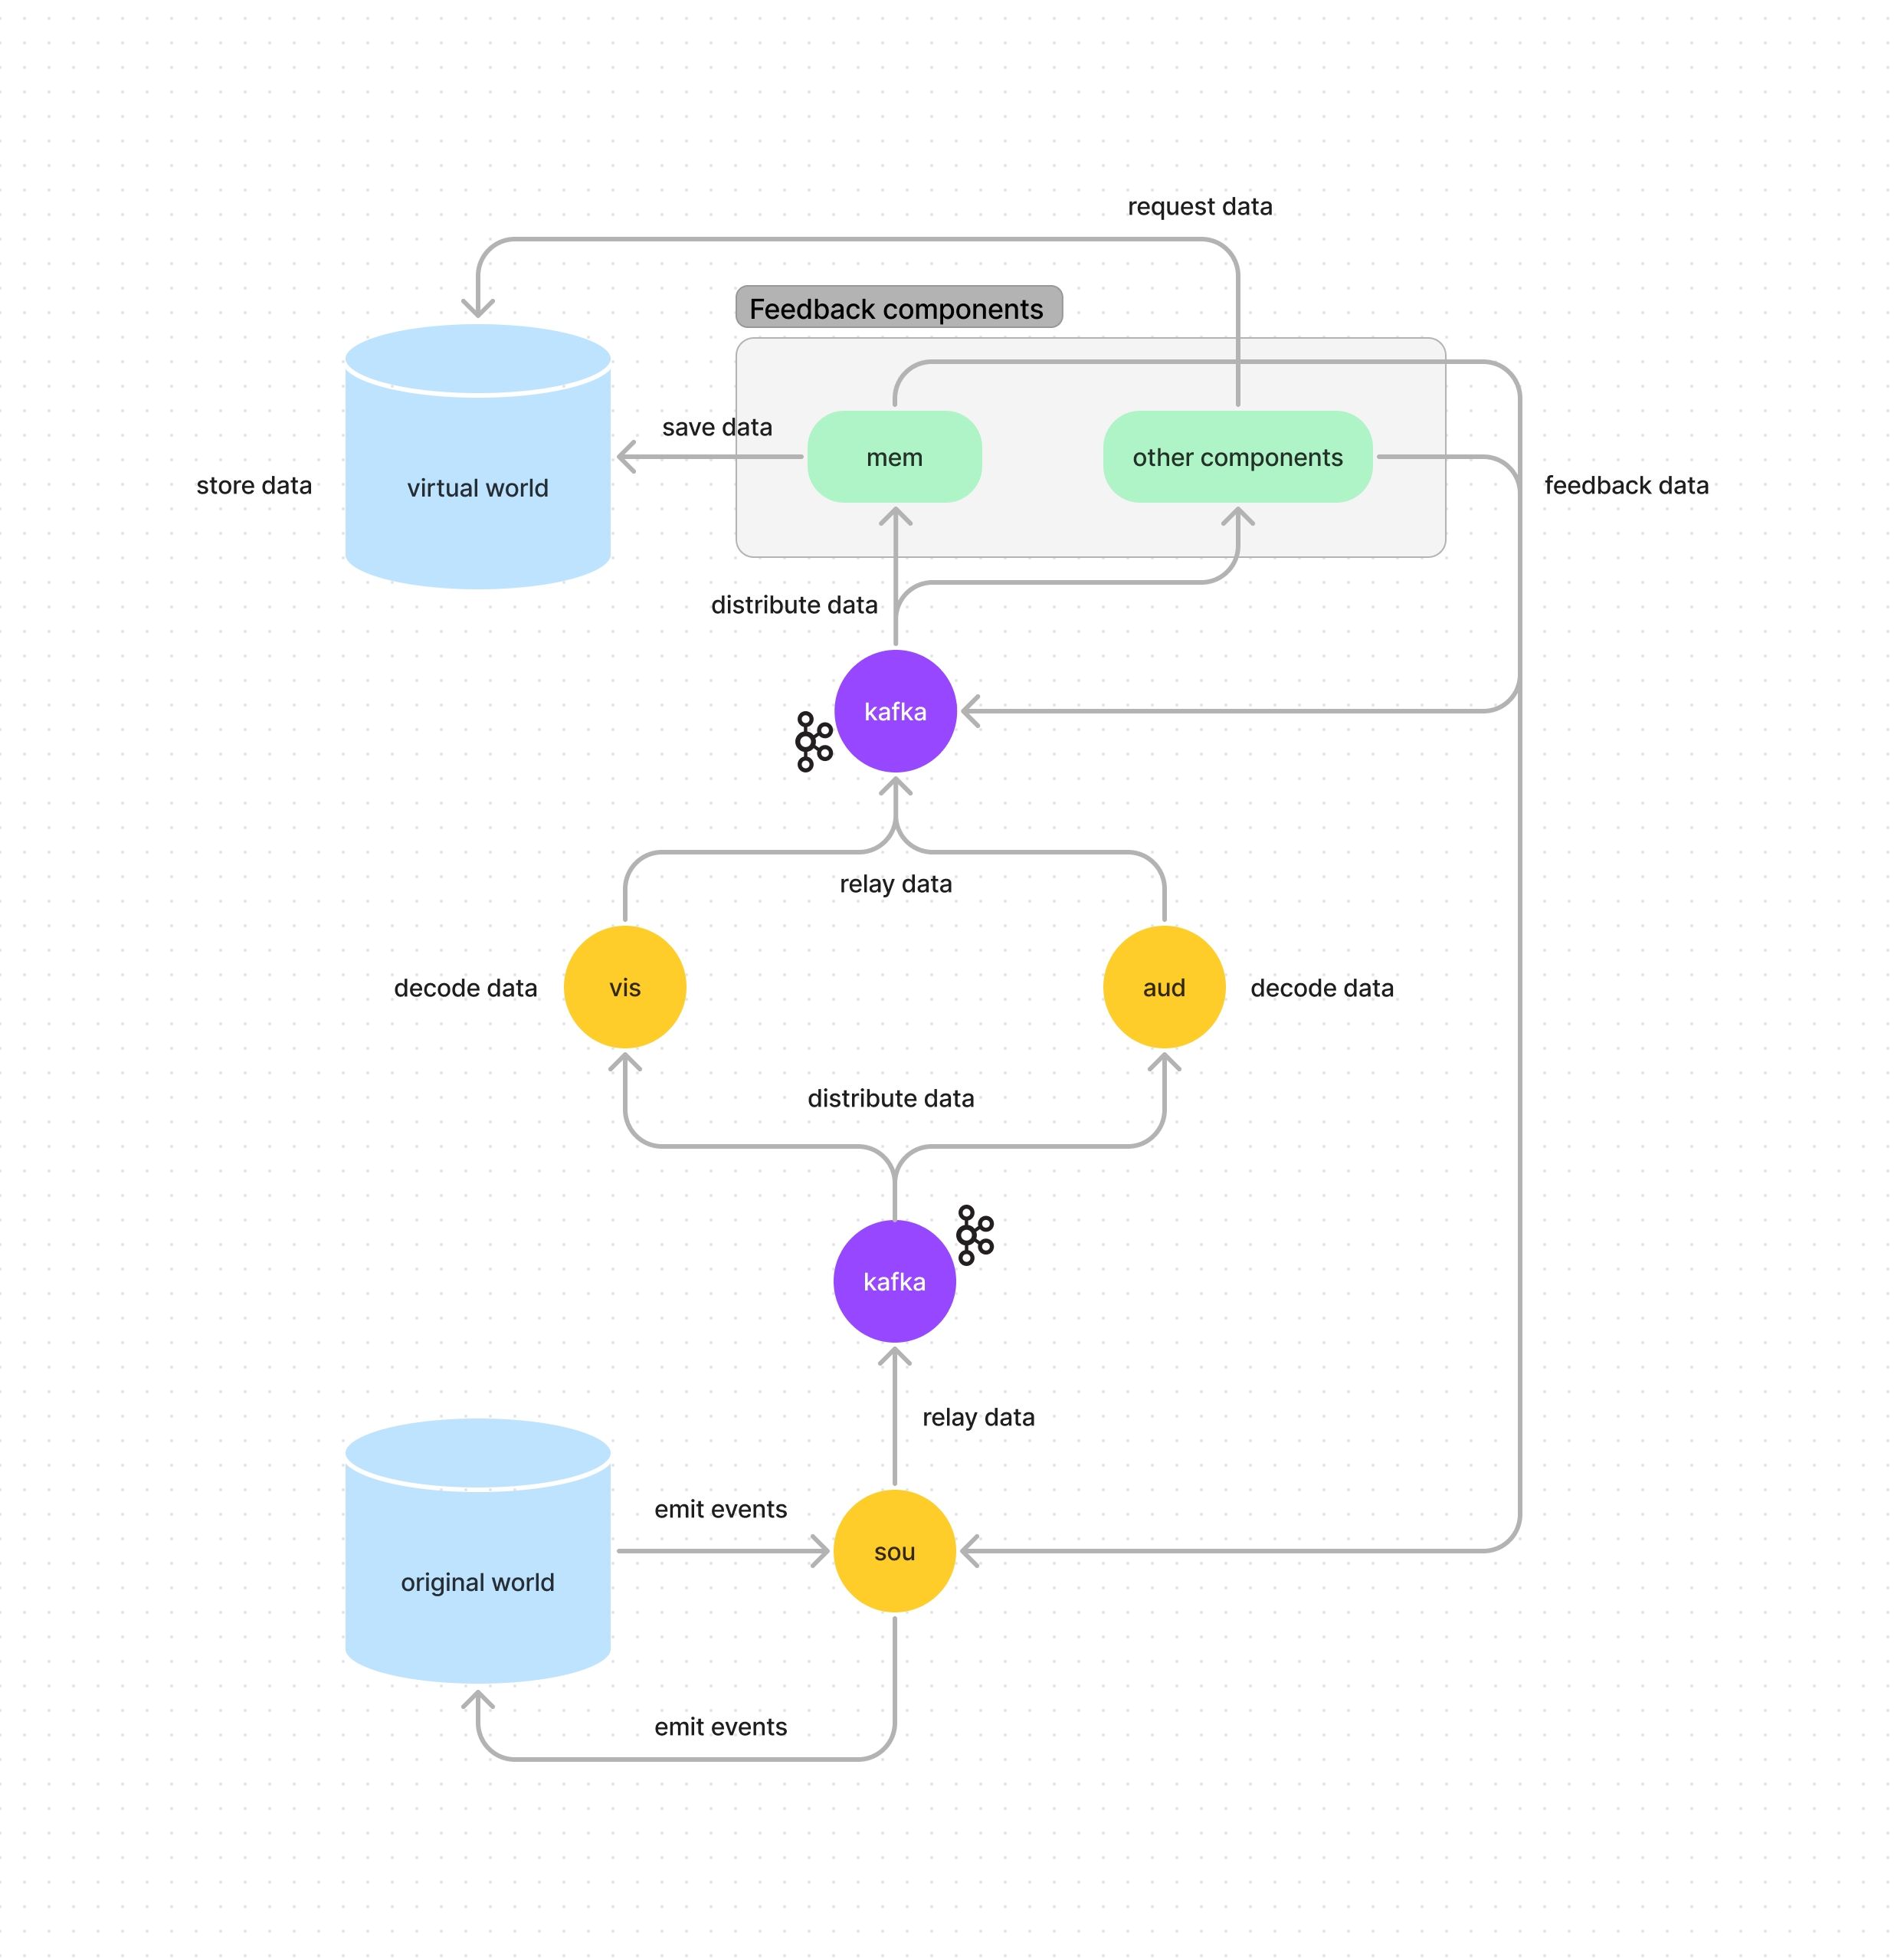 request data
Feedback components
save data
mem
other components
store data
virtual world
feedback data
distribute data
kafka
relay data
decode data
vis
aud
decode data
distribute data
kafka
relay data
emit events
sou
original world
emit events